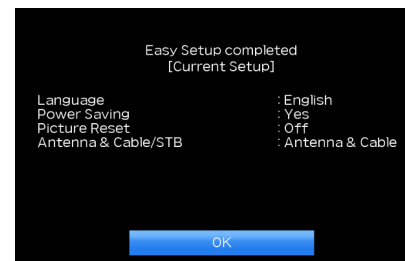 Easy Setup completed
[Current Setup]
Language : English
Power Saving : Yes
Picture Reset : Off
Antenna & Cable/STB : Antenna & Cable
OK